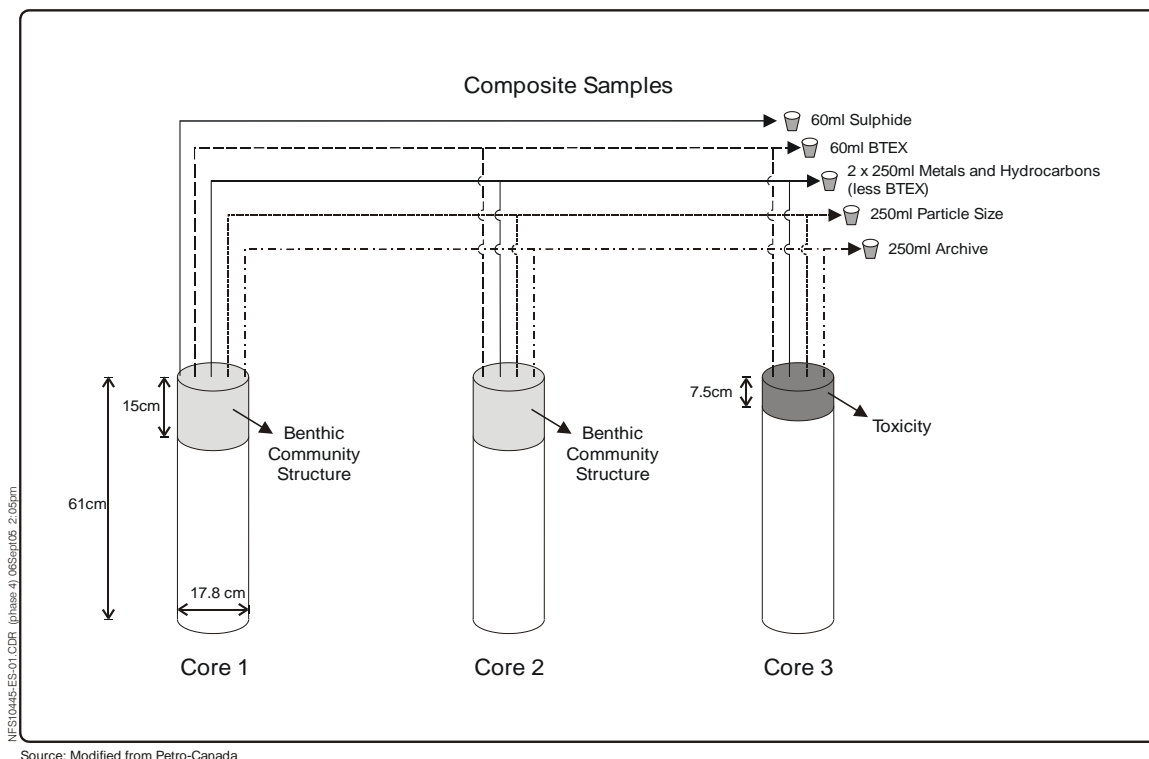 Composite Samples
60ml Sulphide
60ml BTEX
2 x 250ml Metals and Hydrocarbons
(less BTEX)
250ml Particle Size
250ml Archive
15cm
Benthic
Community
Structure
Benthic
Community
Structure
7.5cm
Toxicity
61cm
17.8 cm
Core 1
Core 2
Core 3
NFS10445-ES-01.CDR (phase 4) 06Sept05 2:05pm
Source: Modified from Petro-Canada